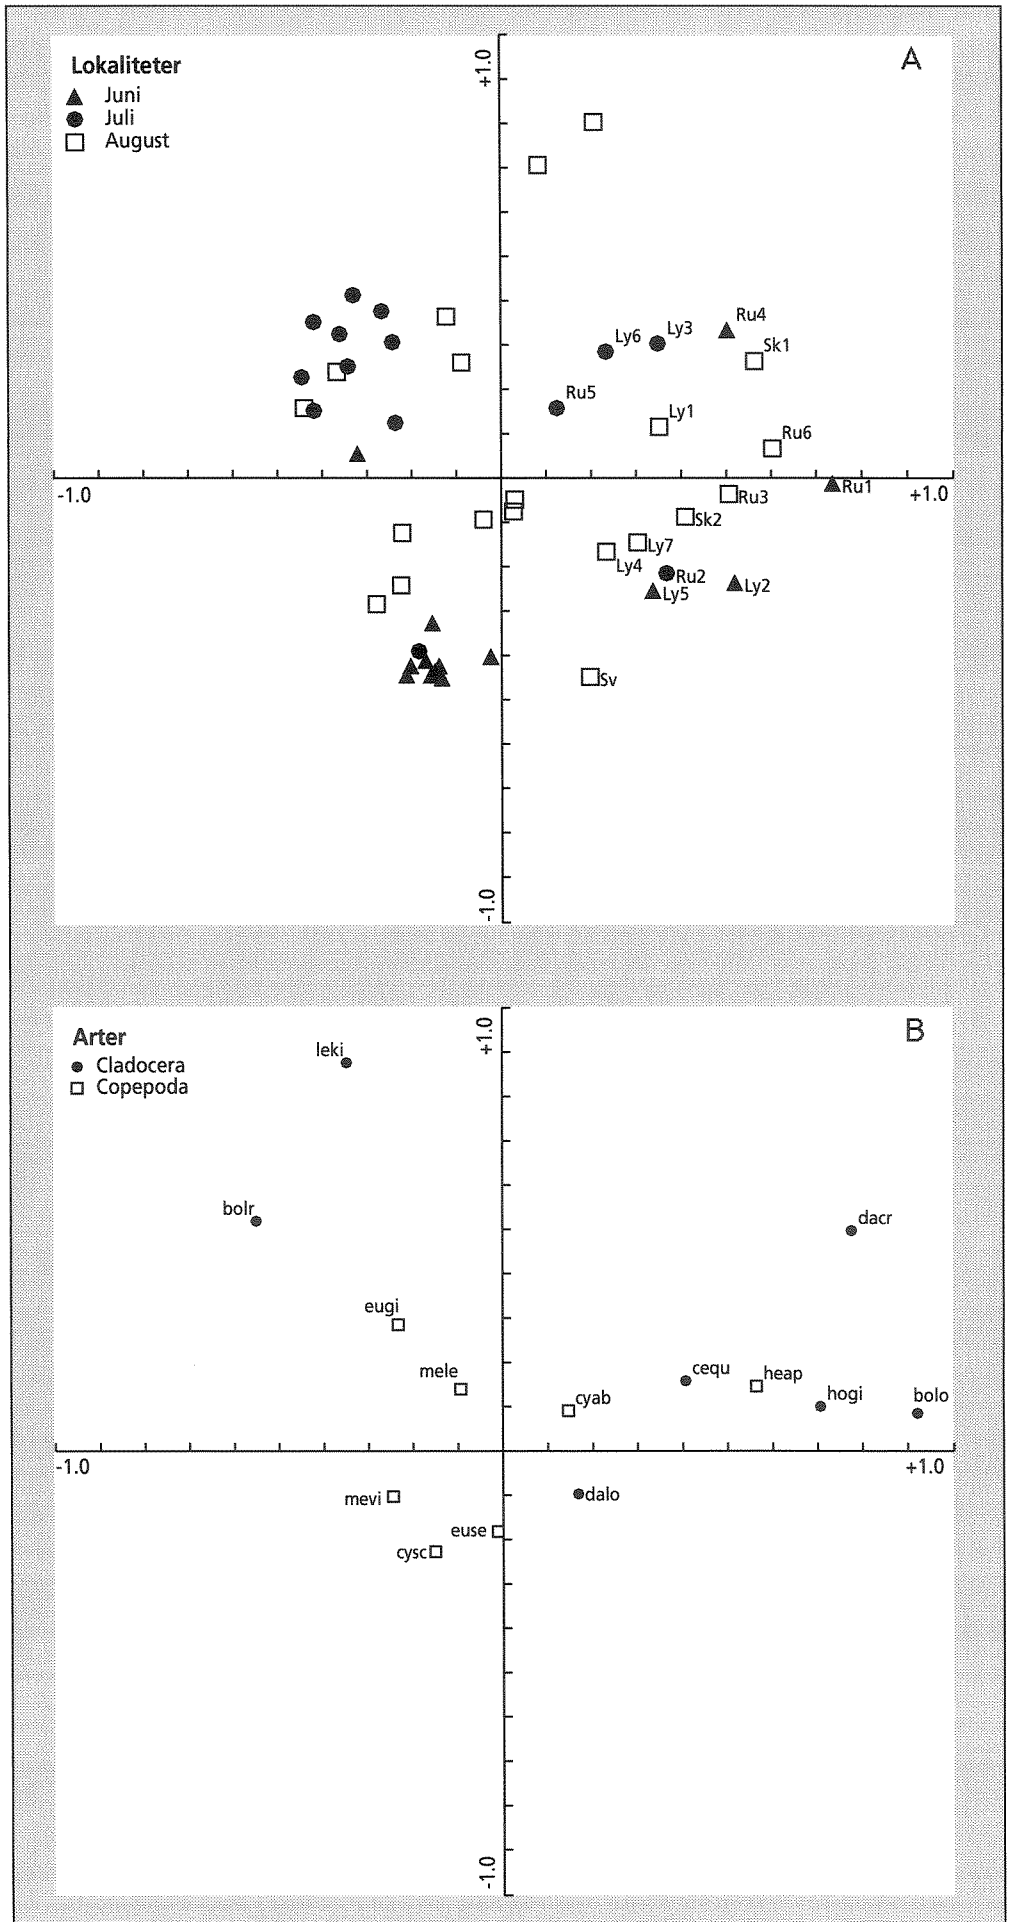 A
Lokaliteter
Juni
Juli
August
+1.0
Ru4
Ly3
Ly6
Sk1
Ru5
Ly1
Ru6
-1.0
+1.0
Ru1
Ru3
Sk2
Ly7
Ly4
Ru2
Ly2
Ly5
Sv
-1.0
B
Arter
Cladocera
Copepoda
+1.0
leki
bolr
dacr
eugi
mele
cequ
heap
hogi
bolo
cyab
-1.0
+1.0
mevi
dalo
euse
cysc
-1.0